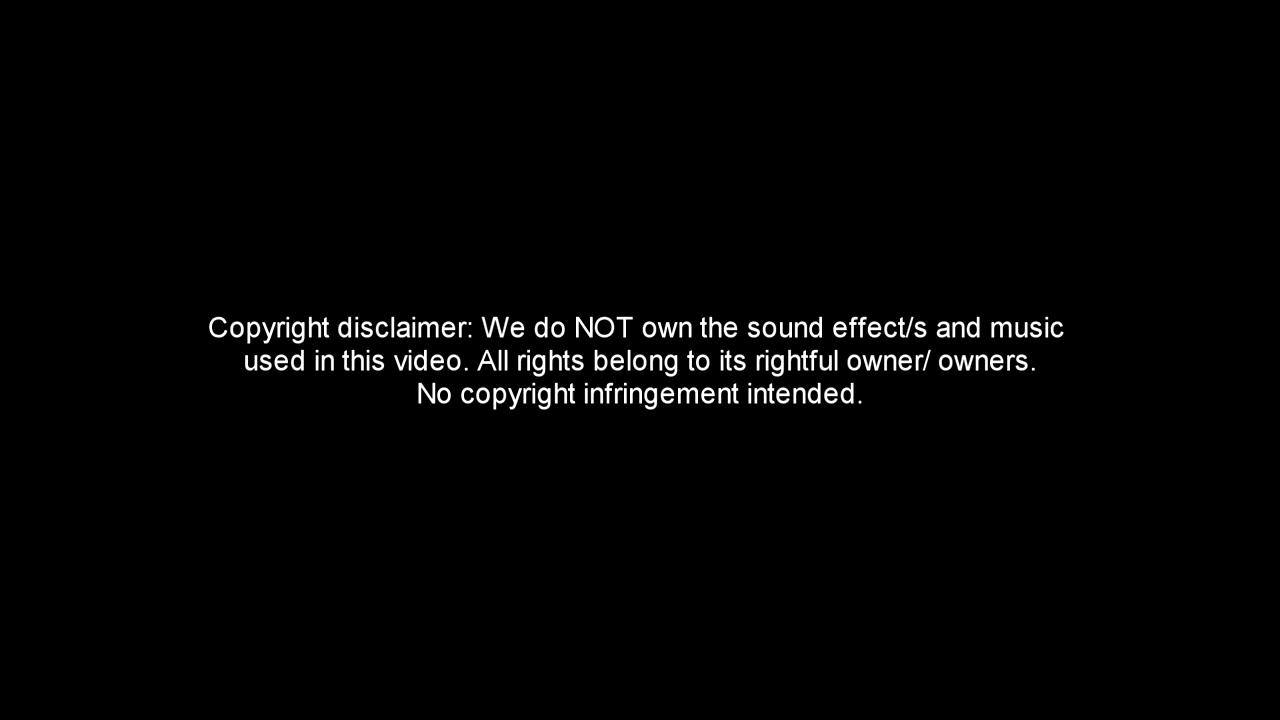 Copyright disclaimer: We do NOT own the sound effect/s and music
used in this video. All rights belong to its rightful owner/ owners.
No copyright infringement intended.